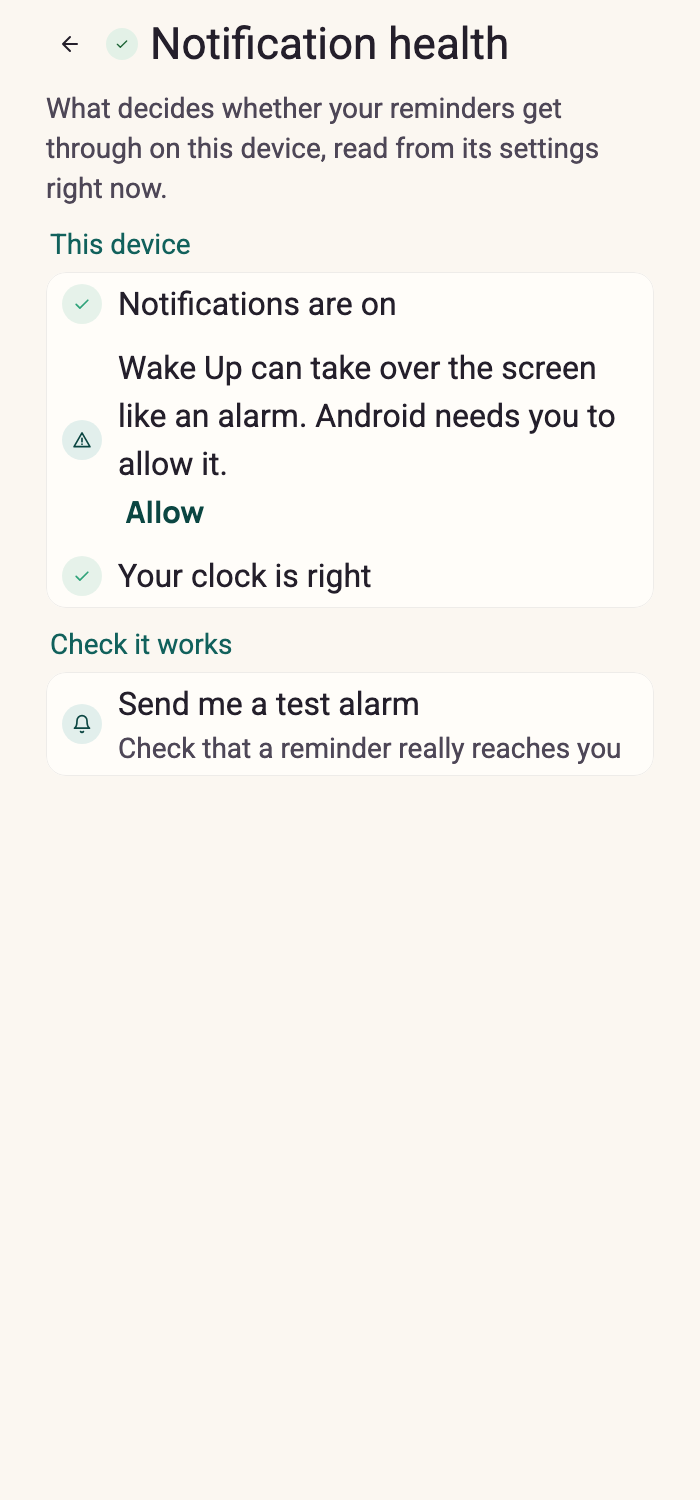 Notification health
What decides whether your reminders get
through on this device, read from its settings
right now.
This device
Notifications are on
Wake Up can take over the screen
like an alarm. Android needs you to
allow it.
Allow
Your clock is right
Check it works
Send me a test alarm
Check that a reminder really reaches you